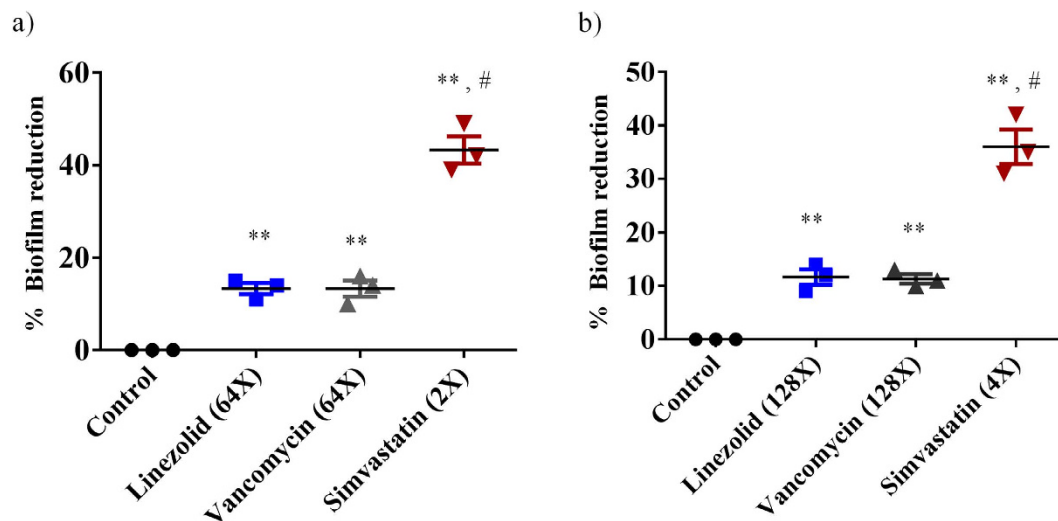 a)
% Biofilm reduction
60
40
20
0
** , #
**
**
Control
Linezolid (64X)
Vancomycin (64X)
Simvastatin (2X)
b)
% Biofilm reduction
50
40
30
20
10
0
** , #
**
**
Control
Linezolid (128X)
Vancomycin (128X)
Simvastatin (4X)